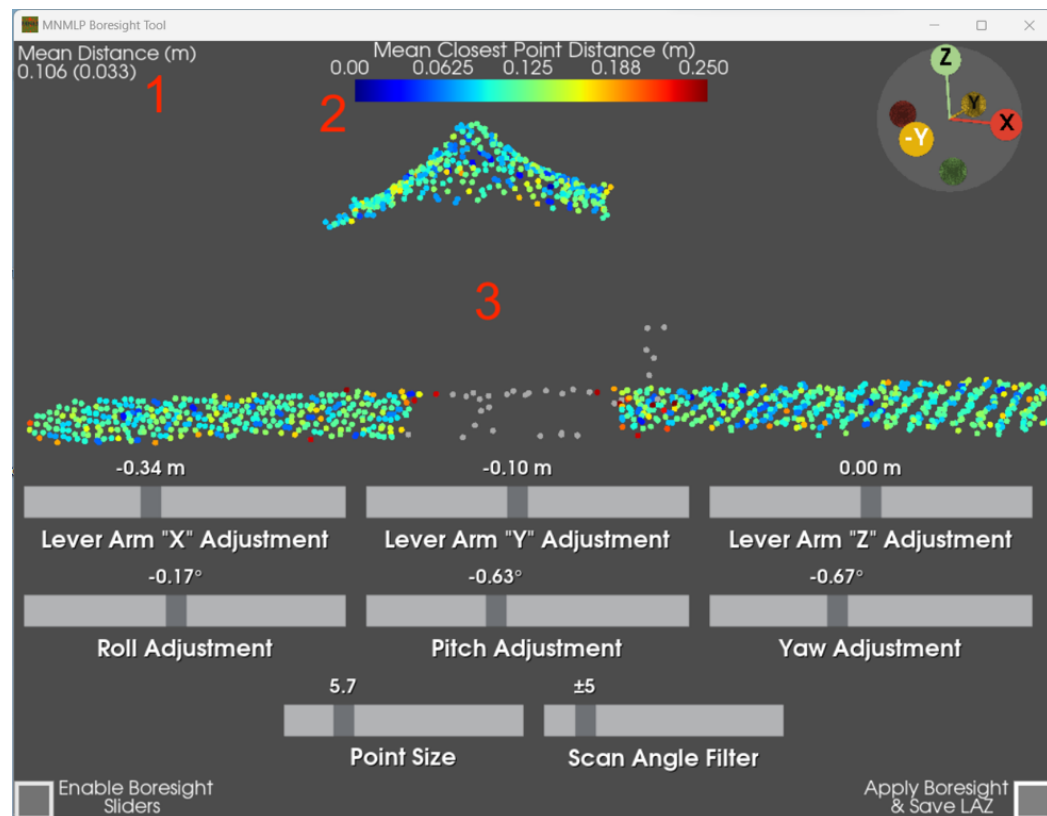 MNMLP Boresight Tool
Mean Distance (m)
0.106 (0.033)
1
Mean Closest Point Distance (m)
0.00 0.0625 0.125 0.188 0.250
2
Z
Y
X
-Y
3
-0.34 m -0.10 m 0.00 m
Lever Arm "X" Adjustment Lever Arm "Y" Adjustment Lever Arm "Z" Adjustment
-0.17° -0.63° -0.67°
Roll Adjustment Pitch Adjustment Yaw Adjustment
5.7 ±5
Point Size Scan Angle Filter
Enable Boresight
Sliders
Apply Boresight
& Save LAZ